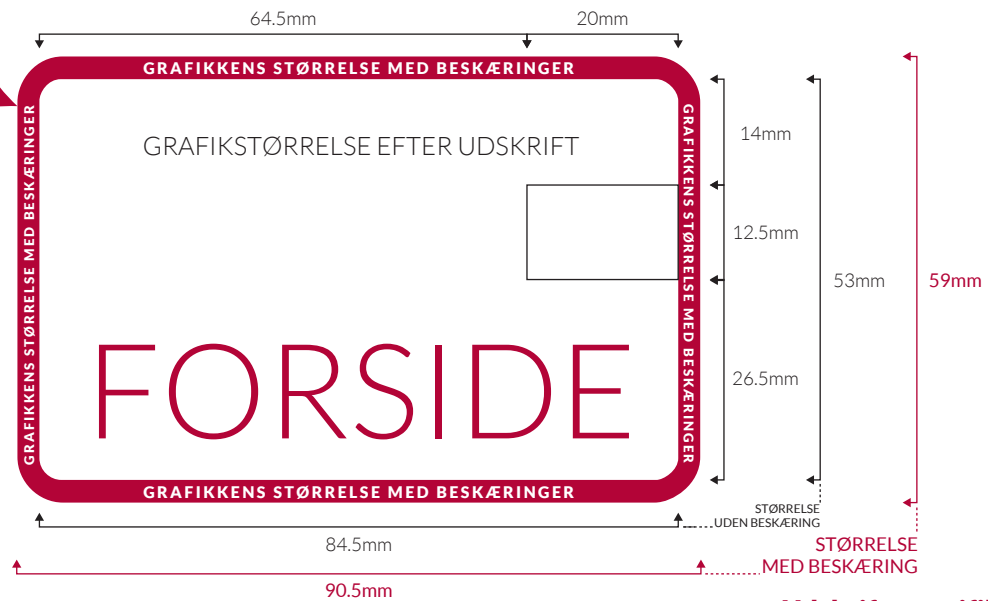 64.5mm
20mm
GRAFIKKENS STØRRELSE MED BESKÆRINGER
GRAFIKKENS STØRRELSE MED BESKÆRINGER
GRAFIKKENS STØRRELSE MED BESKÆRINGER
GRAFIKSTØRRELSE EFTER UDSKRIFT
14mm
12.5mm
53mm
59mm
26.5mm
FORSIDE
GRAFIKKENS STØRRELSE MED BESKÆRINGER
STØRRELSE
UDEN BESKÆRING
84.5mm
STØRRELSE
MED BESKÆRING
90.5mm